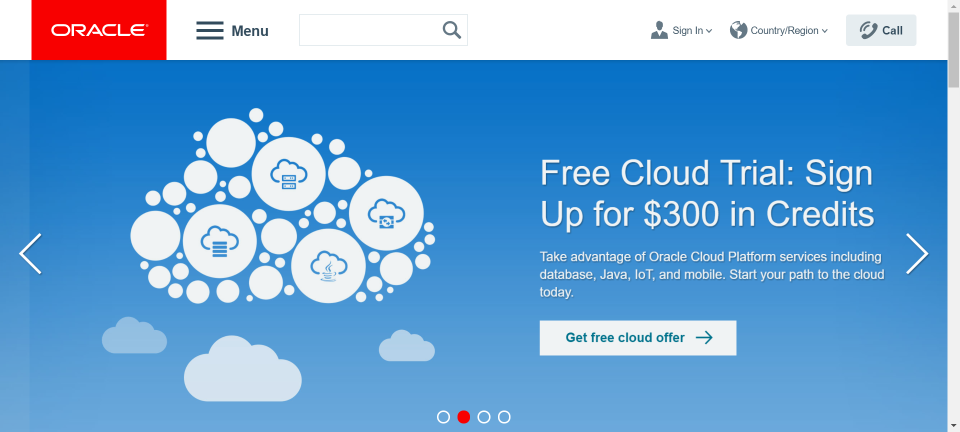 ORACLE
Menu
Sign In
Country/Region
Call
Free Cloud Trial: Sign
Up for $300 in Credits
Take advantage of Oracle Cloud Platform services including
database, Java, IoT, and mobile. Start your path to the cloud
today.
Get free cloud offer